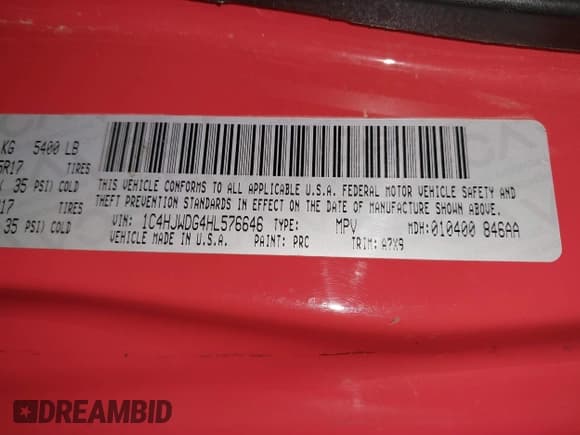 KG 5400 LB
5R17 TIRES
35 PSI) COLD
R17 TIRES
35 PSI) COLD
THIS VEHICLE CONFORMS TO ALL APPLICABLE U.S.A. FEDERAL MOTOR VEHICLE SAFETY AND
THEFT PREVENTION STANDARDS IN EFFECT ON THE DATE OF MANUFACTURE SHOWN ABOVE.
VIN: 1C4HJWDG4HL576646 TYPE: MPV MDH: 010400 846AA
VEHICLE MADE IN U.S.A. PAINT: PRC TRIM: A7X9
DREAMBID